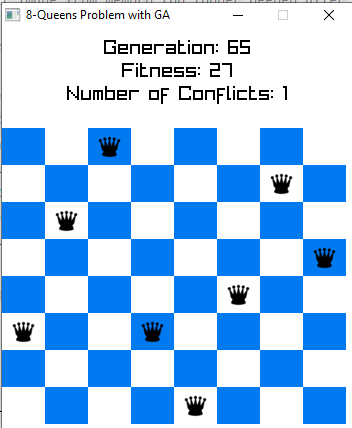 8-Queens Problem with GA
Generation: 65
Fitness: 27
Number of Conflicts: 1